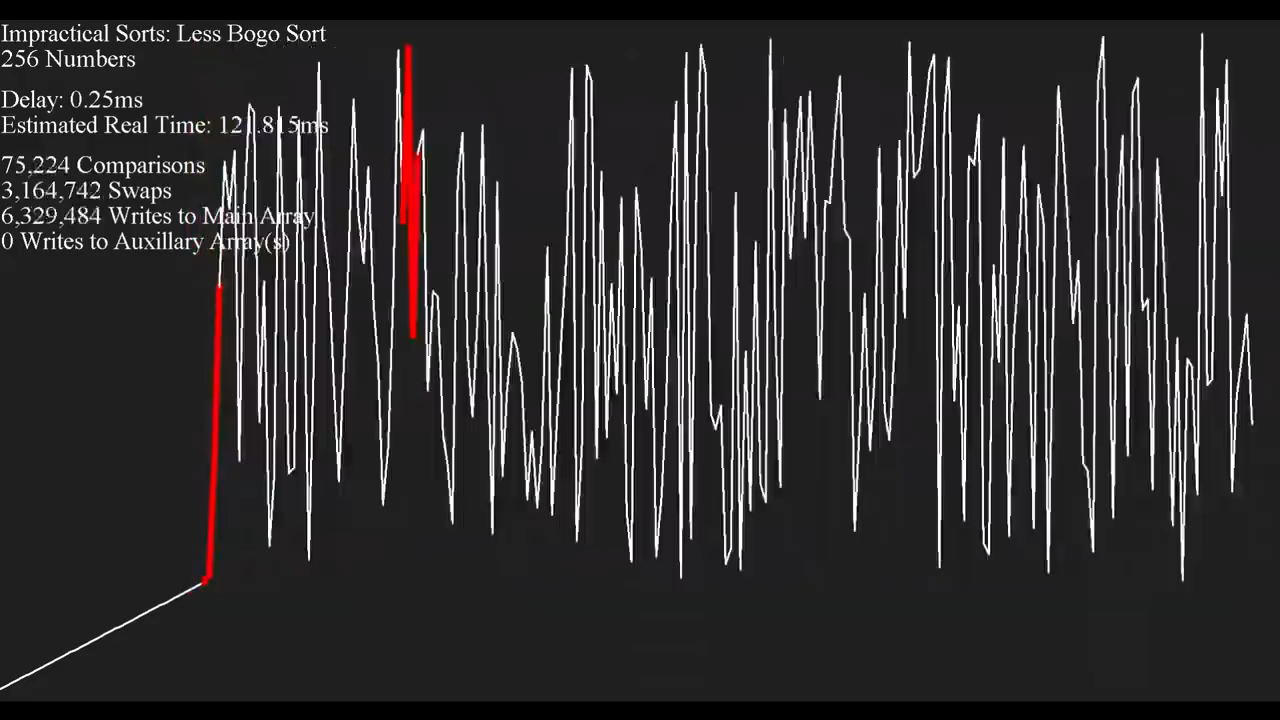 Impractical Sorts: Less Bogo Sort
256 Numbers
Delay: 0.25ms
Estimated Real Time: 121.815ms
75,224 Comparisons
3,164,742 Swaps
6,329,484 Writes to Main Array
0 Writes to Auxillary Array(s)